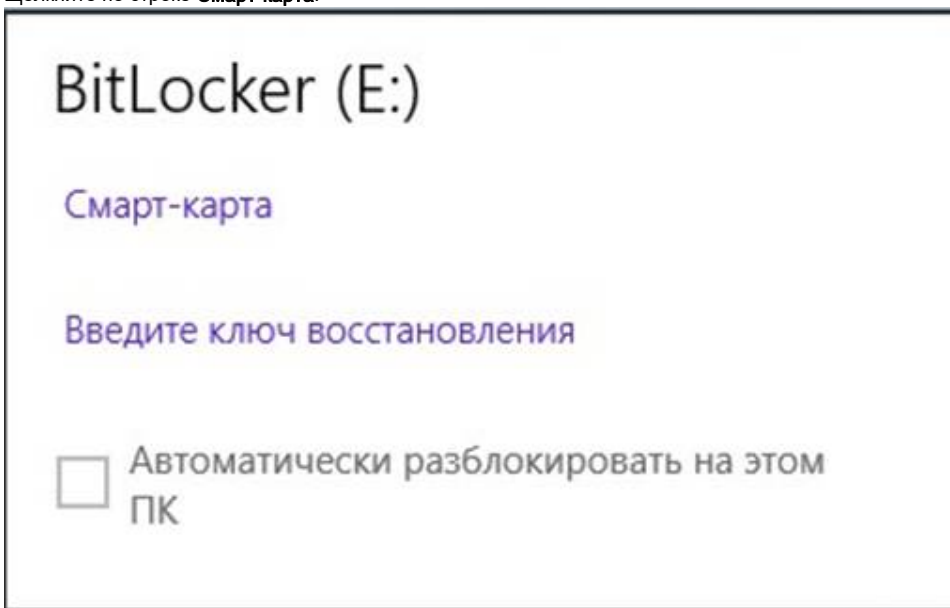 BitLocker (E:)
Смарт-карта
Введите ключ восстановления
Автоматически разблокировать на этом
ПК